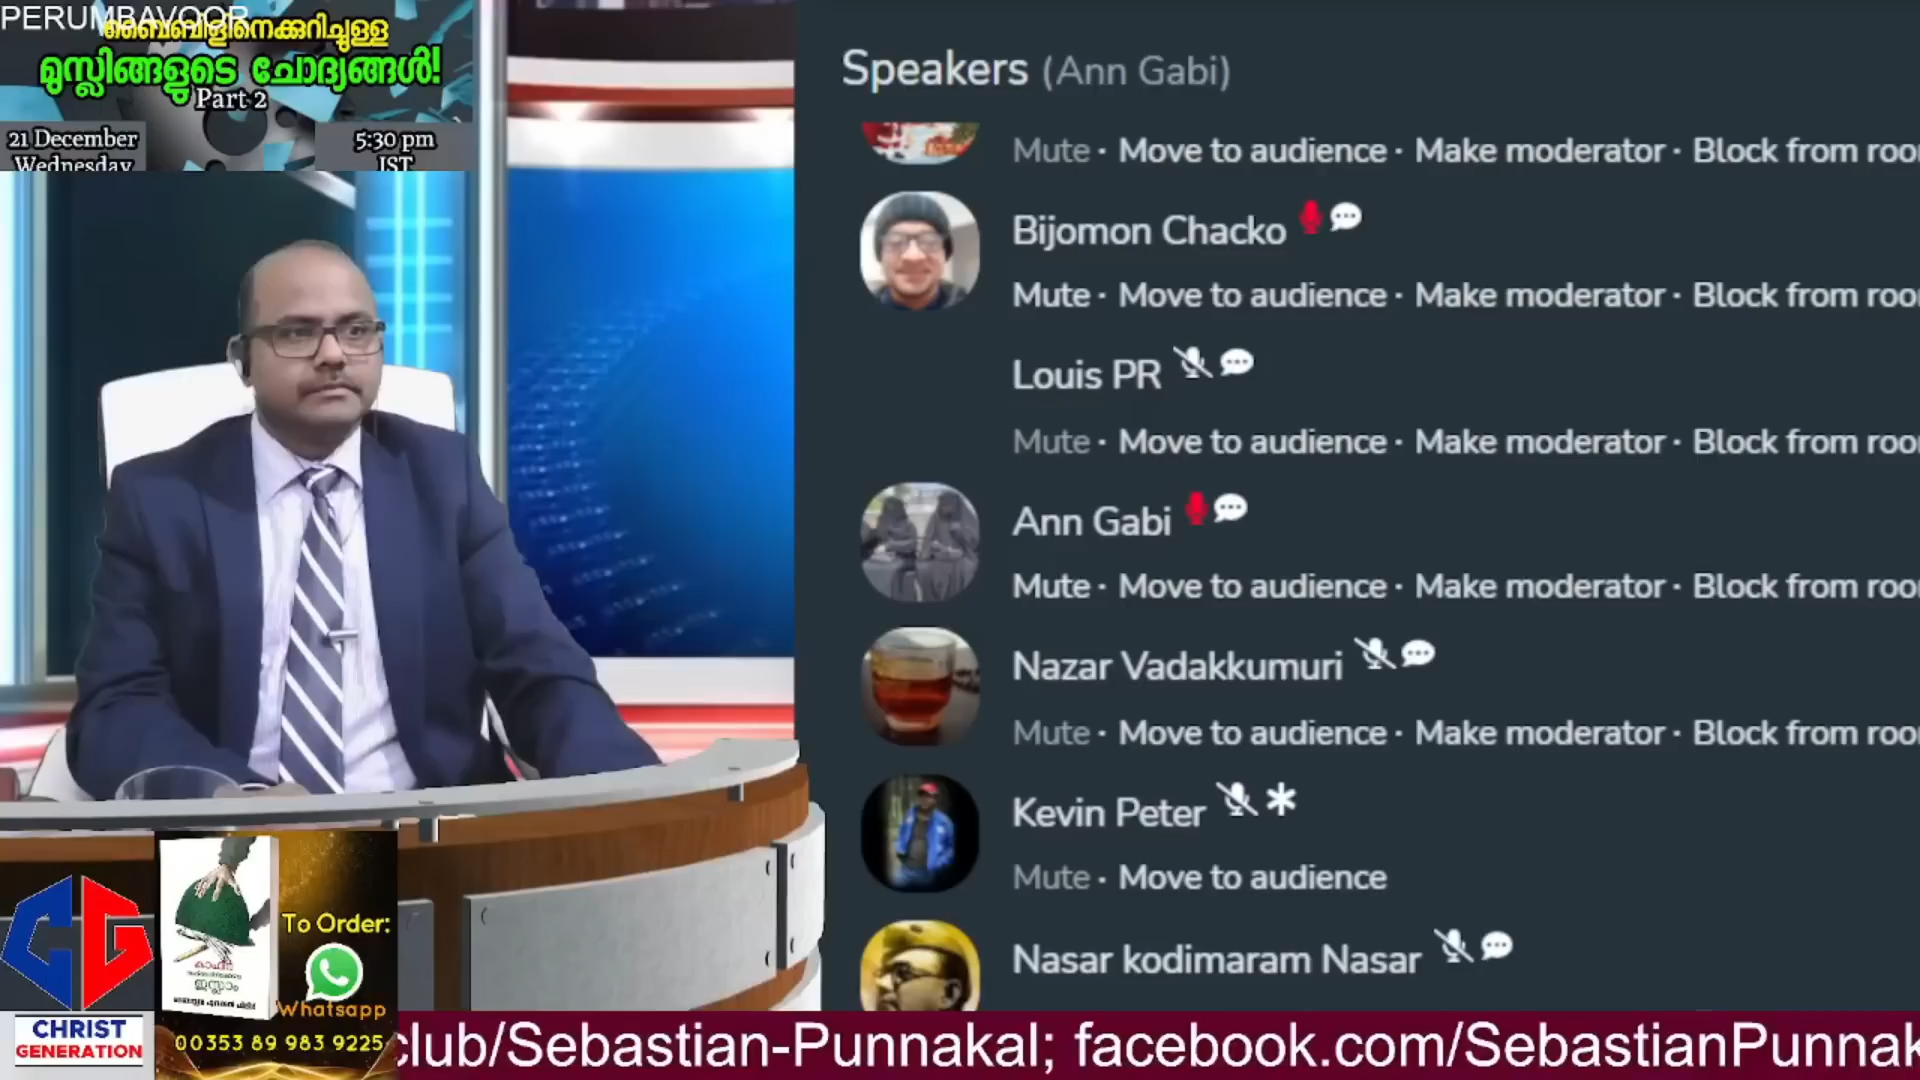 PERUMBAVOOR
ബൈബിളിനെക്കുറിച്ചുള്ള
മുസ്ലിങ്ങളുടെ ചോദ്യങ്ങൾ!
Part 2
21 December
Wednesday
5:30 pm
IST
Speakers (Ann Gabi)
Mute · Move to audience · Make moderator · Block from roo
Bijomon Chacko
Mute · Move to audience · Make moderator · Block from roo
Louis PR
Mute · Move to audience · Make moderator · Block from roo
Ann Gabi
Mute · Move to audience · Make moderator · Block from roo
Nazar Vadakkumuri
Mute · Move to audience · Make moderator · Block from roo
Kevin Peter
Mute · Move to audience
Nasar kodimaram Nasar
CG
CHRIST
GENERATION
ഇസ്ലാം
To Order:
Whatsapp
00353 89 983 9225
club/Sebastian-Punnakal; facebook.com/SebastianPunnak